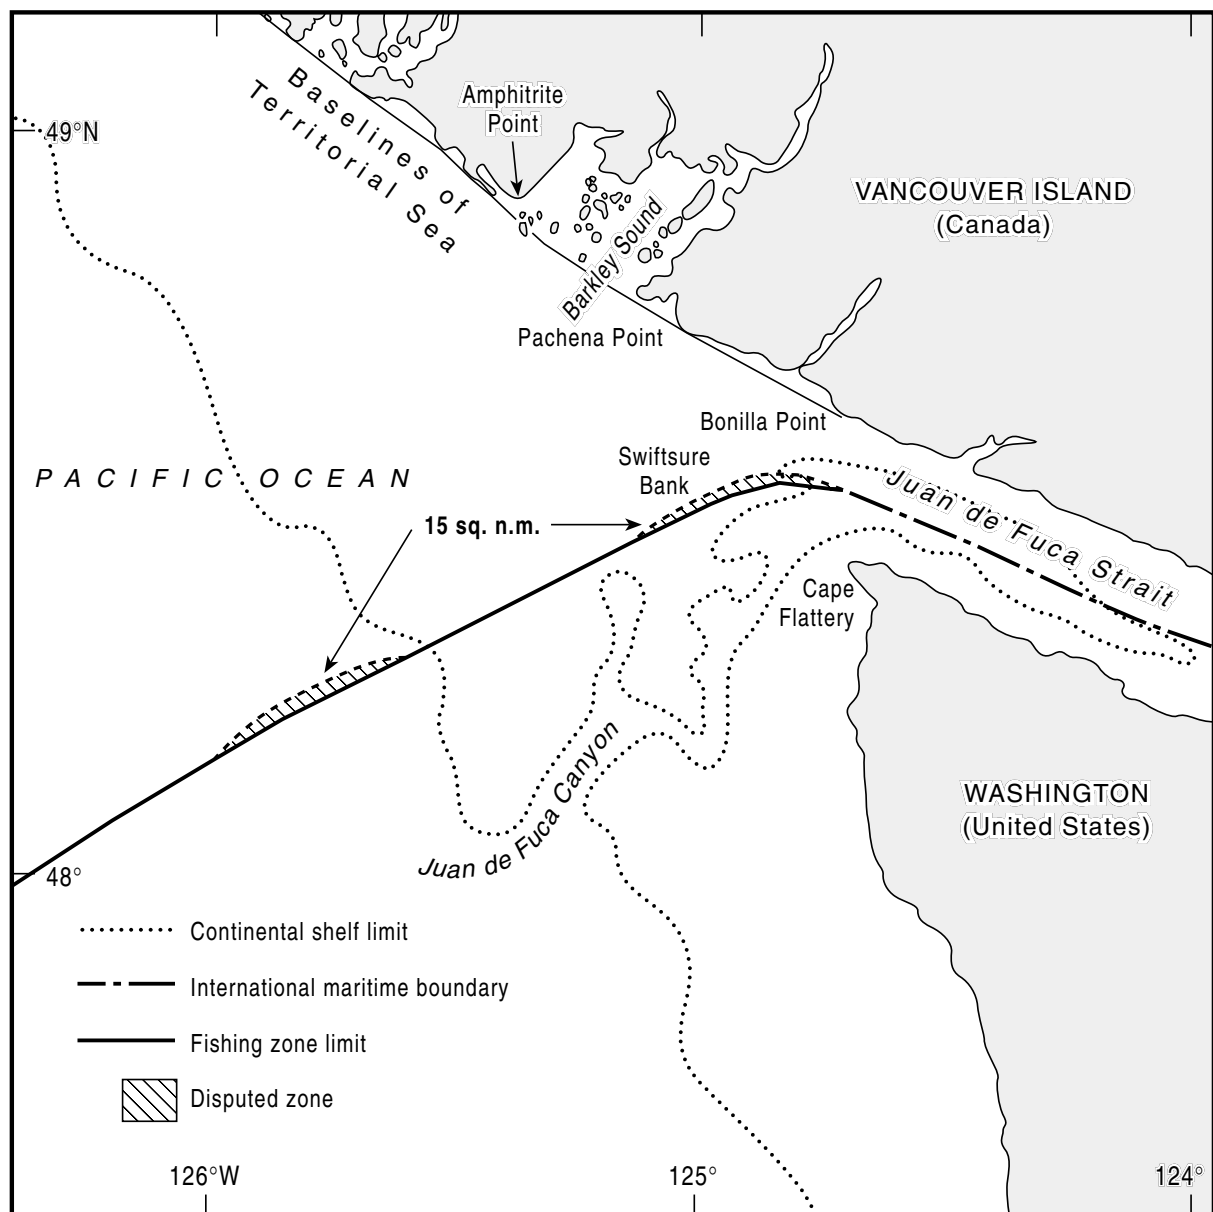 Baselines of
Territorial Sea
Amphitrite
Point
49°N
VANCOUVER ISLAND
(Canada)
Barkley Sound
Pachena Point
Bonilla Point
Swiftsure
Bank
PACIFIC OCEAN
15 sq. n.m.
Juan de Fuca Strait
Cape
Flattery
Juan de Fuca Canyon
WASHINGTON
(United States)
48°
Continental shelf limit
International maritime boundary
Fishing zone limit
Disputed zone
126°W
125°
124°